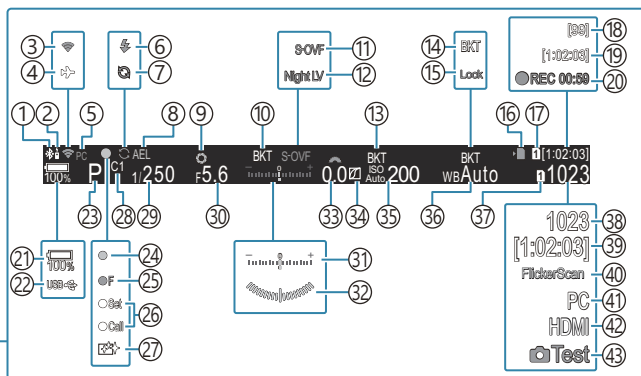 ③ ④ ⑤ ⑥ ⑦ ⑧ ⑨ ⑩
S-OVF ⑪
Night LV ⑫
⑬
⑭ BKT
⑮ Lock
⑯ ⑰
[99] ⑱
[1:02:03] ⑲
REC 00:59 ⑳
① ②
PC AEL BKT S-OVF BKT BKT 1 [1:02:03]
100% P C1 1/250 F5.6 − 0 + 0.0 ISO Auto 200 WB Auto 1023
㉓ ㉘ ㉙ ㉚ ㉝ ㉞ ㉟ ㊱ ㊲
㉑ 100%
㉒ USB
㉔
F ㉕
Set
Call ㉖
㉗
− 0 + ㉛
㉜
1023 ㊳
[1:02:03] ㊴
FlickerScan ㊵
PC ㊶
HDMI ㊷
Test ㊸